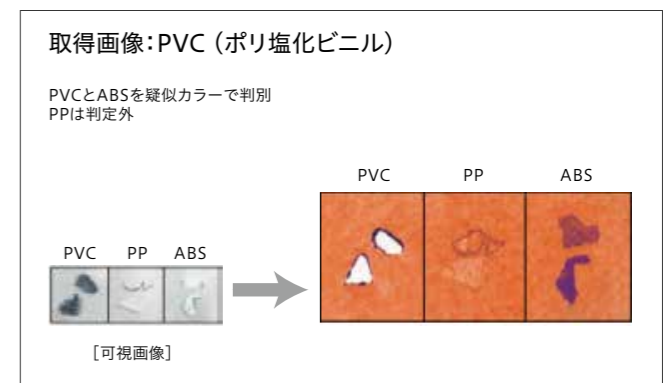 取得画像：PVC（ポリ塩化ビニル）
PVCとABSを疑似カラーで判別
PPは判定外
PVC PP ABS
PVC PP ABS
［可視画像］